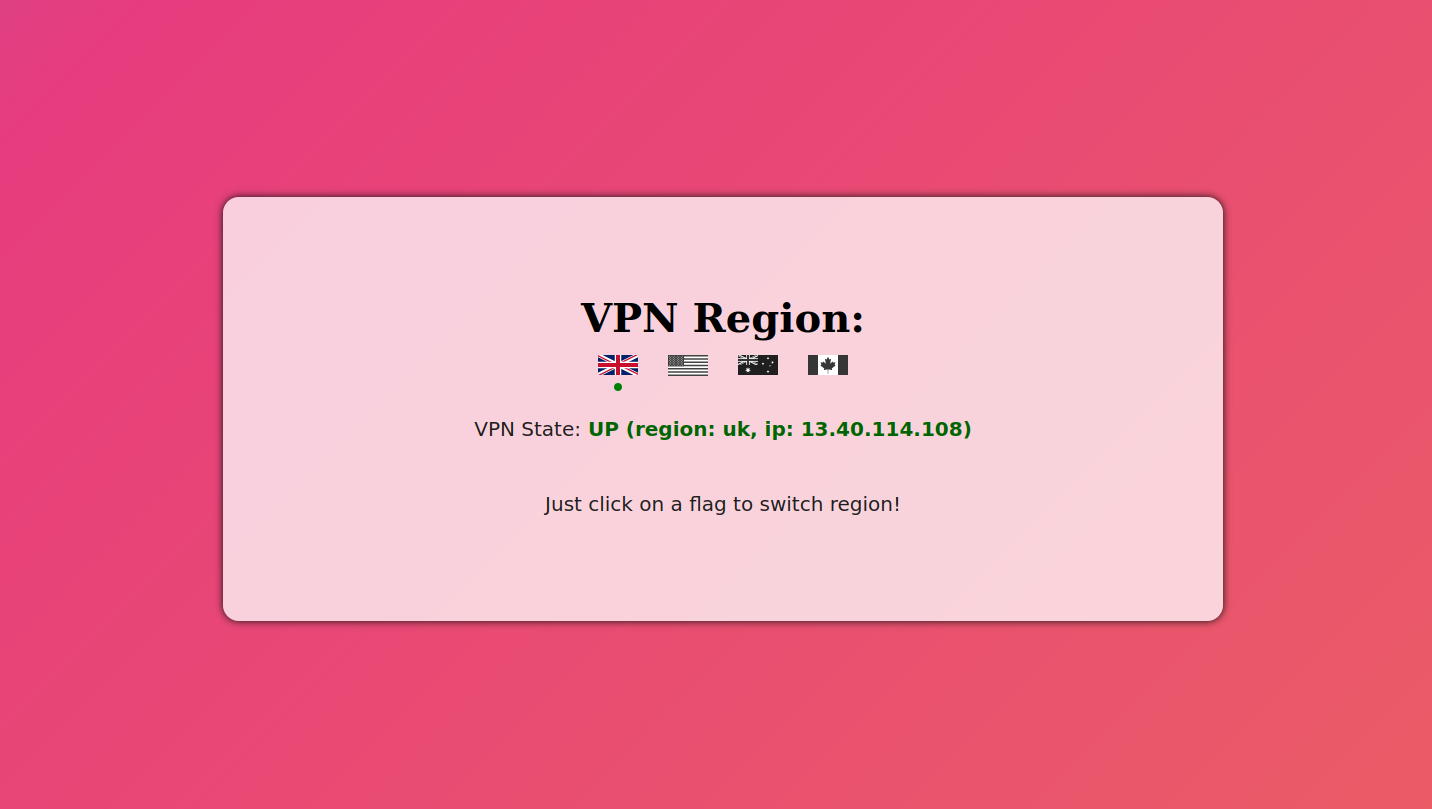 VPN Region:
VPN State: UP (region: uk, ip: 13.40.114.108)
Just click on a flag to switch region!